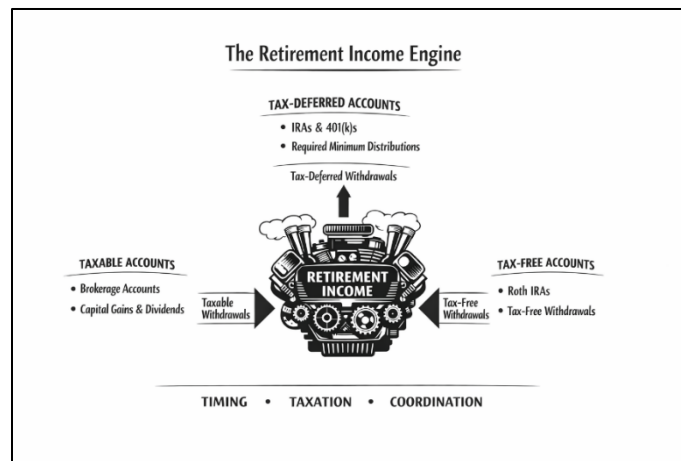 The Retirement Income Engine
TAX-DEFERRED ACCOUNTS
• IRAs & 401(k)s
• Required Minimum Distributions
Tax-Deferred Withdrawals
TAXABLE ACCOUNTS
• Brokerage Accounts
• Capital Gains & Dividends
Taxable
Withdrawals
RETIREMENT
INCOME
Tax-Free
Withdrawals
TAX-FREE ACCOUNTS
• Roth IRAs
• Tax-Free Withdrawals
TIMING • TAXATION • COORDINATION